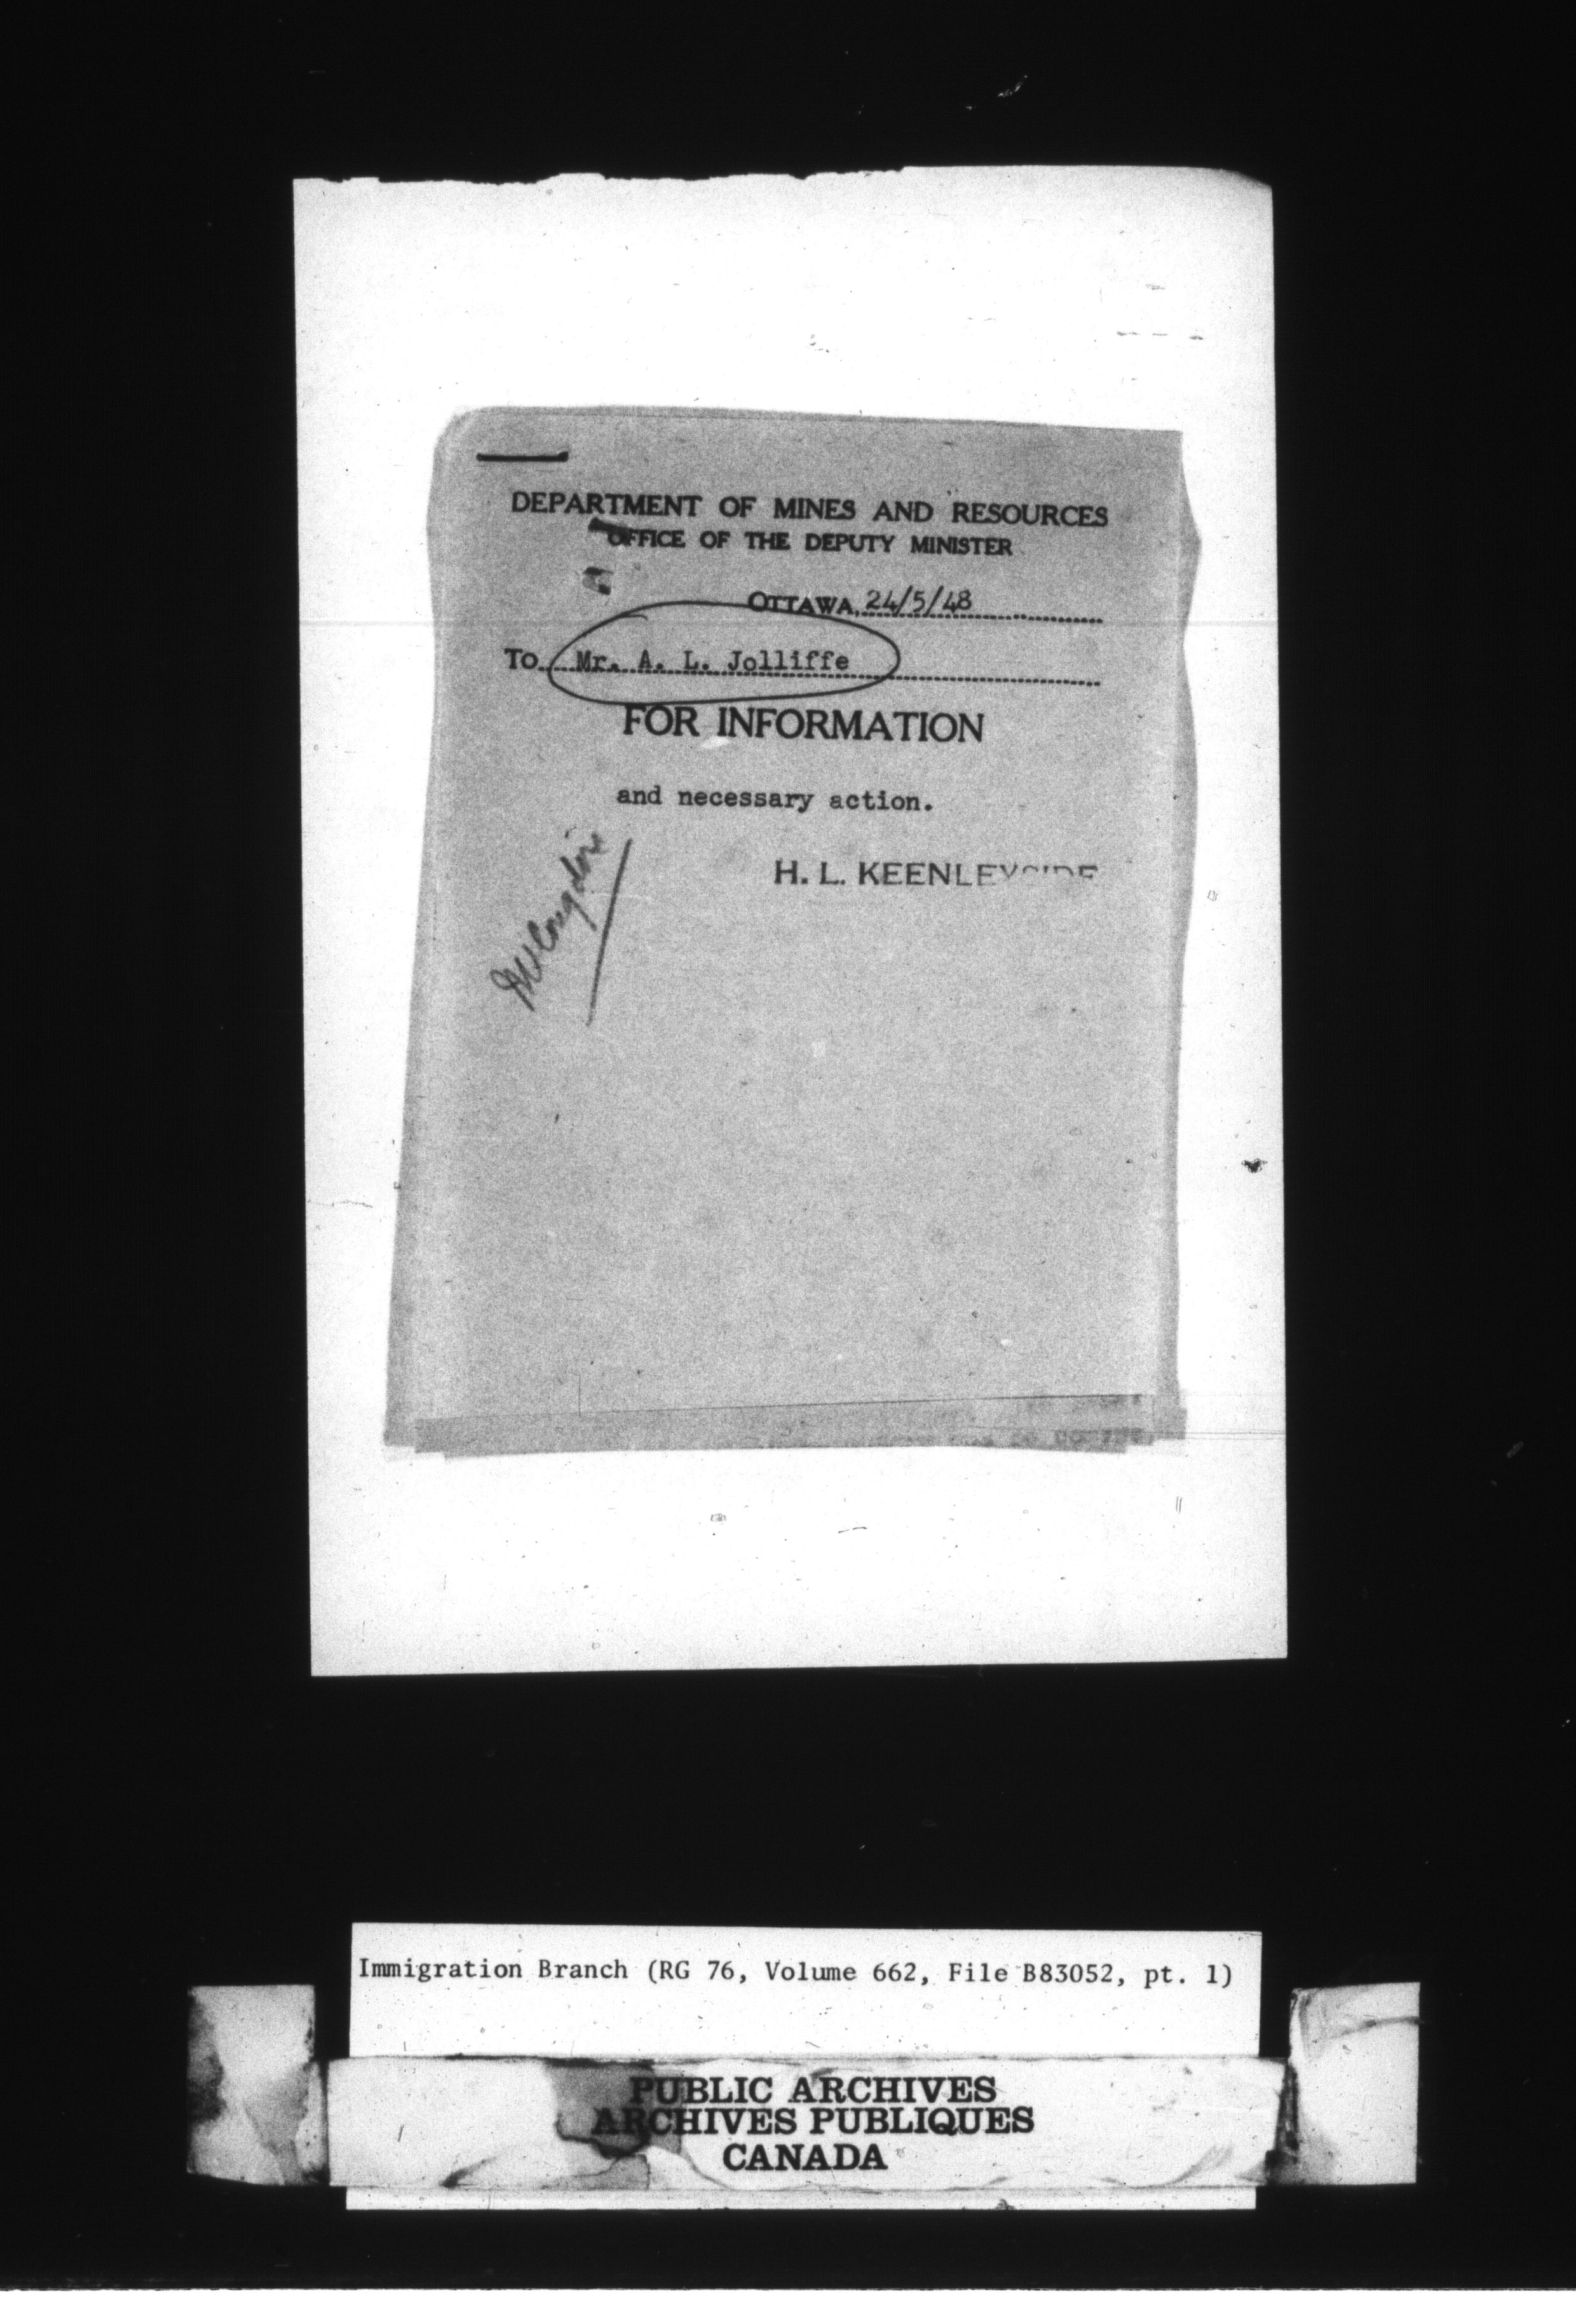 DEPARTMENT OF MINES AND RESOURCES
OFFICE OF THE DEPUTY MINISTER
OTTAWA, 24/5/48
To Mr. A. L. Jolliffe
FOR INFORMATION
and necessary action.
H. L. KEENLEYSIDE
Immigration Branch (RG 76, Volume 662, File B83052, pt. 1)
PUBLIC ARCHIVES
ARCHIVES PUBLIQUES
CANADA